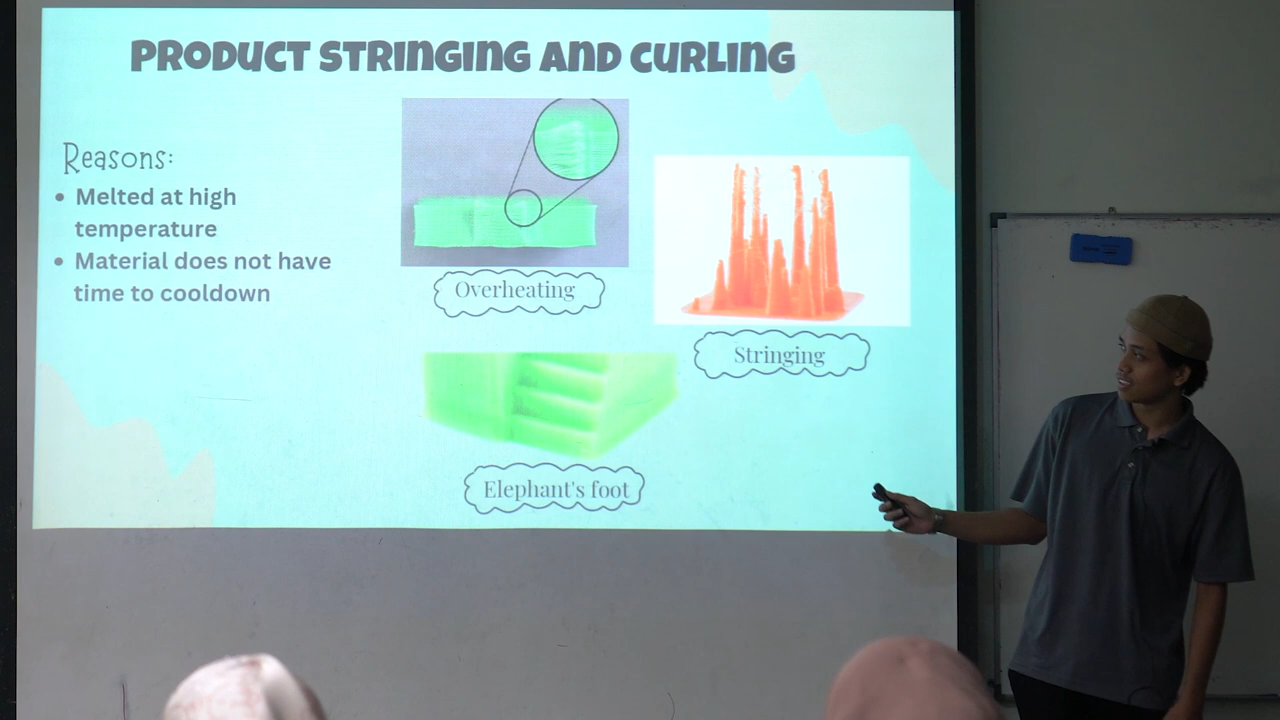 PRODUCT STRINGING AND CURLING
Reasons:
• Melted at high
temperature
• Material does not have
time to cooldown
Overheating
Stringing
Elephant's foot